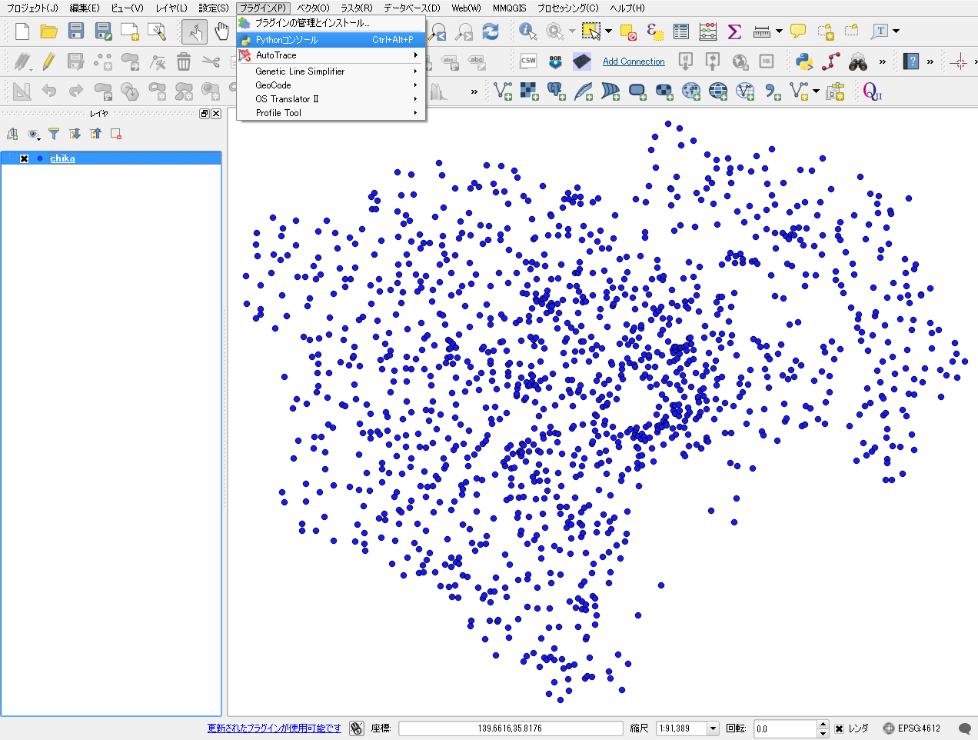 プロジェクト(J) 編集(E) ビュー(V) レイヤ(L) 設定(S) プラグイン(P) ベクタ(O) ラスタ(R) データベース(D) Web(W) MMQGIS プロセッシング(C) ヘルプ(H)
プラグインの管理とインストール...
Pythonコンソール Ctrl+Alt+P
AutoTrace
Genetic Line Simplifier
GeoCode
OS Translator II
Profile Tool
CSW
Add Connection
レイヤ
chika
更新されたプラグインが使用可能です 座標: 139.6616,35.8176 縮尺 1:91,389 回転: 0.0 レンダ EPSG:4612